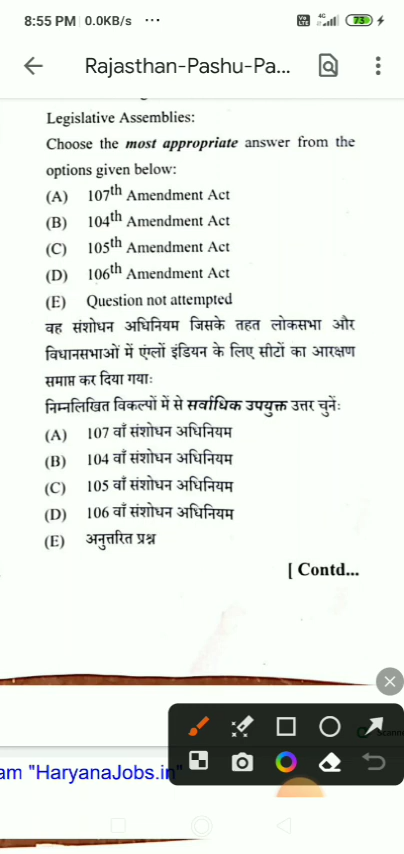 8:55 PM 0.0KB/s ...
Vo LTE 4G 73
Rajasthan-Pashu-Pa...
Legislative Assemblies:
Choose the most appropriate answer from the
options given below:
(A) 107th Amendment Act
(B) 104th Amendment Act
(C) 105th Amendment Act
(D) 106th Amendment Act
(E) Question not attempted
वह संशोधन अधिनियम जिसके तहत लोकसभा और
विधानसभाओं में एंग्लों इंडियन के लिए सीटों का आरक्षण
समाप्त कर दिया गयाः
निम्नलिखित विकल्पों में से सर्वाधिक उपयुक्त उत्तर चुनेंः
(A) 107 वाँ संशोधन अधिनियम
(B) 104 वाँ संशोधन अधिनियम
(C) 105 वाँ संशोधन अधिनियम
(D) 106 वाँ संशोधन अधिनियम
(E) अनुत्तरित प्रश्न
[ Contd...
am "HaryanaJobs.in"